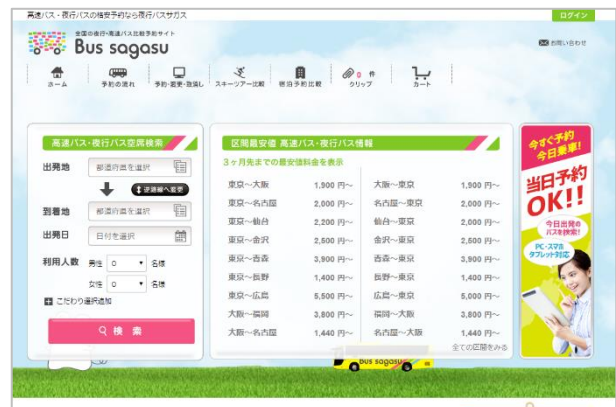 高速バス・夜行バスの格安予約なら夜行バスサガス
ログイン
全国の夜行・高速バス比較予約サイト
Bus sagasu
お問い合わせ
ホーム
予約の流れ
予約・変更・取消し
スキーツアー比較
宿泊予約比較
0 件
クリップ
カート
高速バス・夜行バス空席検索
出発地 都道府県を選択
逆路線へ変更
到着地 都道府県を選択
出発日 日付を選択
利用人数 男性 0 名様
女性 0 名様
こだわり選択追加
検 索
区間最安値 高速バス・夜行バス情報
3ヶ月先までの最安値料金を表示
東京～大阪 1,900 円～ 大阪～東京 1,900 円～
東京～名古屋 2,000 円～ 名古屋～東京 2,000 円～
東京～仙台 2,200 円～ 仙台～東京 2,000 円～
東京～金沢 2,500 円～ 金沢～東京 2,500 円～
東京～青森 3,900 円～ 青森～東京 3,900 円～
東京～長野 1,400 円～ 長野～東京 1,400 円～
東京～広島 5,500 円～ 広島～東京 5,000 円～
大阪～福岡 3,800 円～ 福岡～大阪 3,800 円～
大阪～名古屋 1,440 円～ 名古屋～大阪 1,440 円～
全ての区間をみる
今すぐ予約
今日乗車!
当日予約
OK!!
今日出発の
バスを検索!
PC・スマホ
タブレット対応
bus sagasu